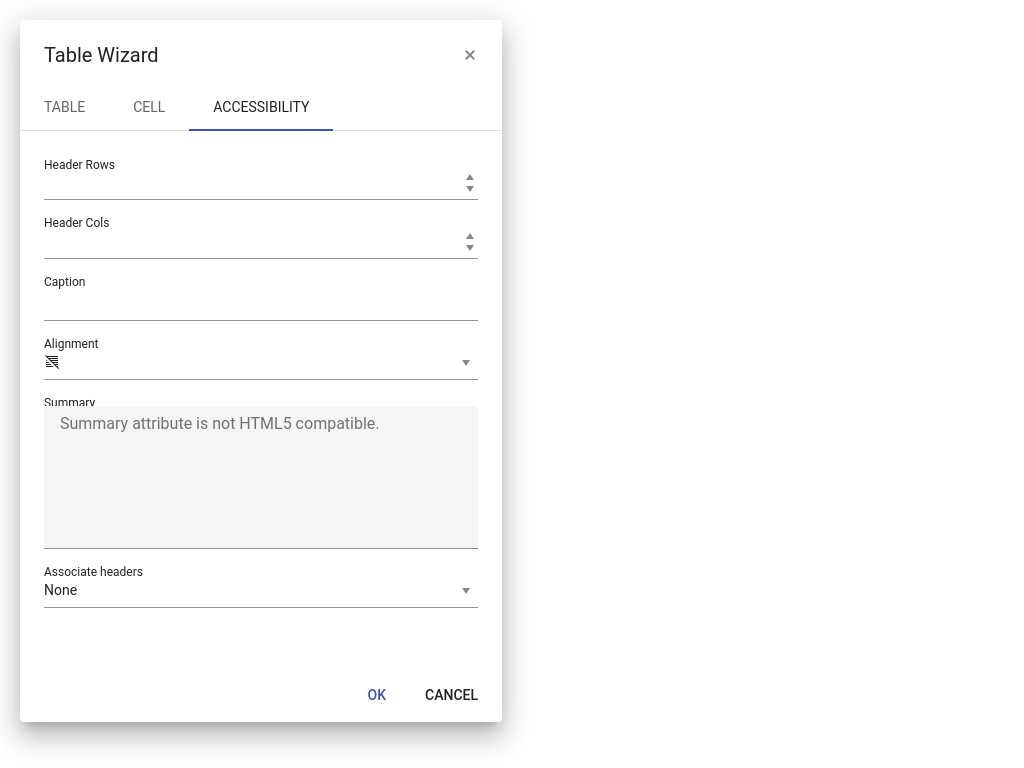 Table Wizard
×
TABLE CELL ACCESSIBILITY
Header Rows
Header Cols
Caption
Alignment
Summary
Summary attribute is not HTML5 compatible.
Associate headers
None
OK CANCEL